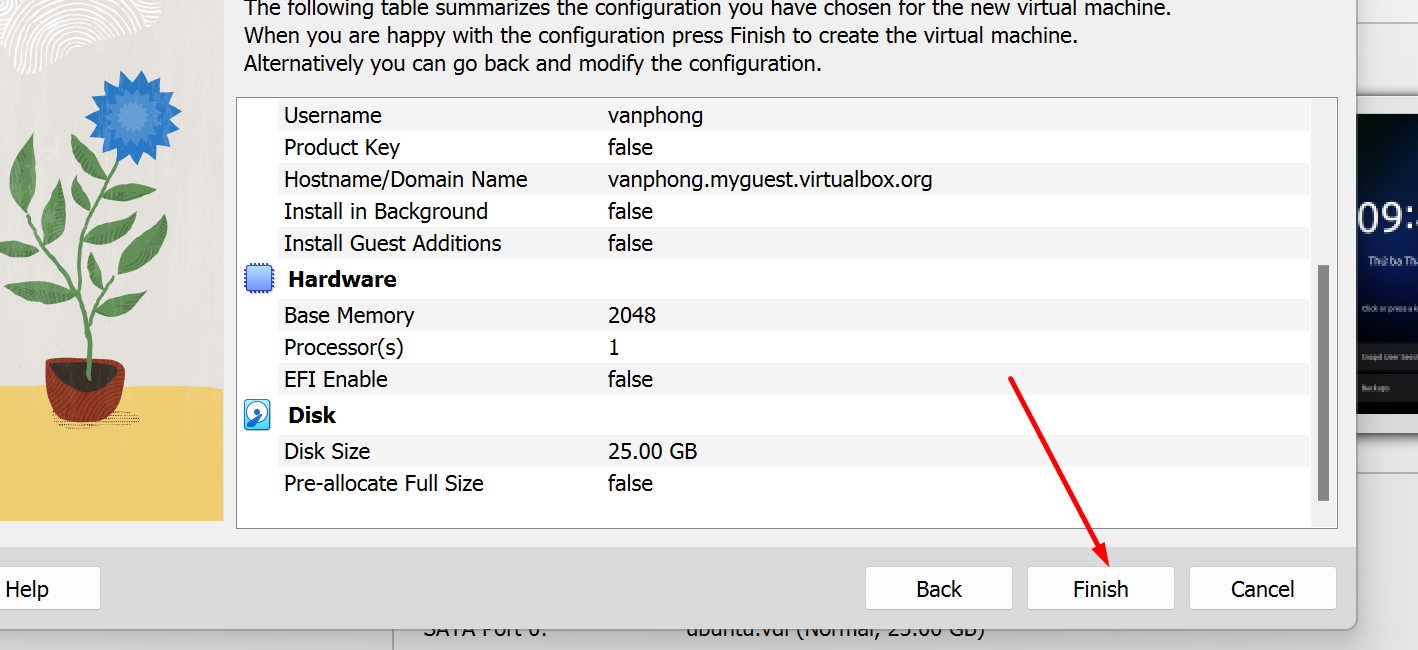 The following table summarizes the configuration you have chosen for the new virtual machine.
When you are happy with the configuration press Finish to create the virtual machine.
Alternatively you can go back and modify the configuration.
Username vanphong
Product Key false
Hostname/Domain Name vanphong.myguest.virtualbox.org
Install in Background false
Install Guest Additions false
Hardware
Base Memory 2048
Processor(s) 1
EFI Enable false
Disk
Disk Size 25.00 GB
Pre-allocate Full Size false
Help Back Finish Cancel
SATA Port 0: ubuntu.vdi (Normal, 25.00 GB)
09:
Thứ ba
Click or press a